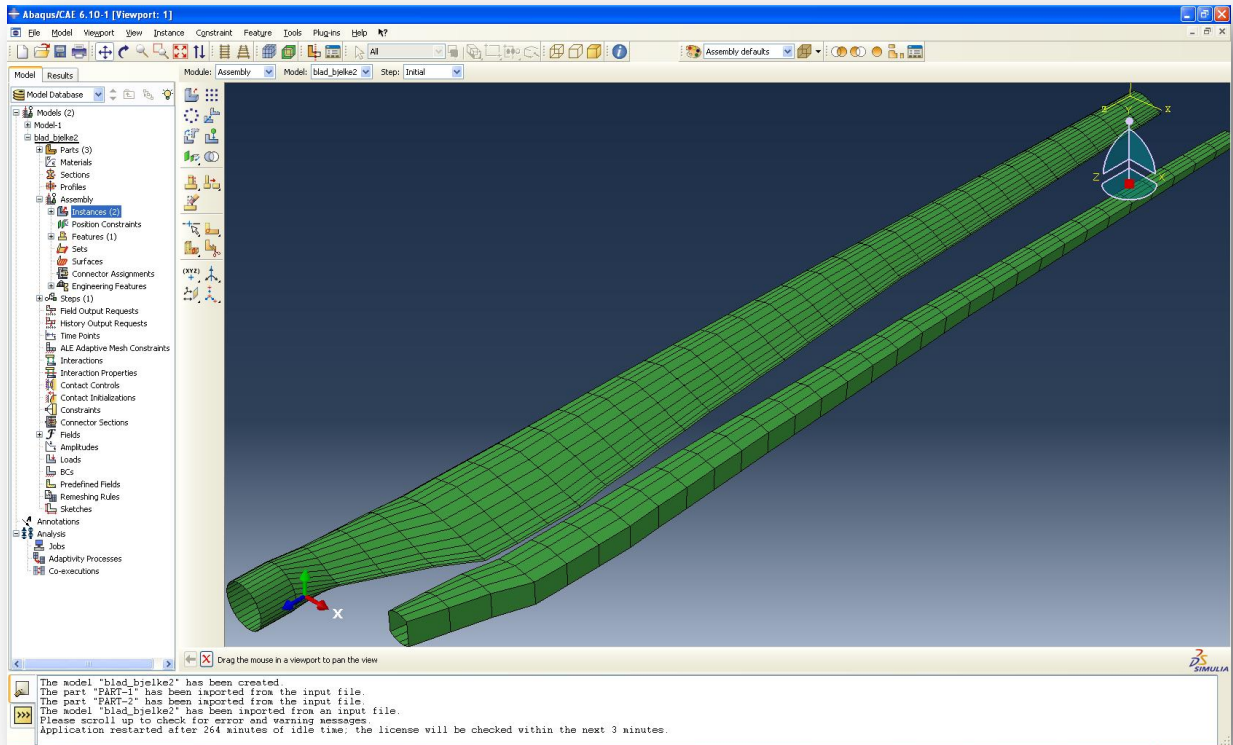 Abaqus/CAE 6.10-1 [Viewport: 1]
File Model Viewport View Instance Constraint Feature Tools Plug-ins Help
All
Assembly defaults
Model Results
Module: Assembly Model: blad_bjelke2 Step: Initial
Model Database
Models (2)
Model-1
blad_bjelke2
Parts (3)
Materials
Sections
Profiles
Assembly
Instances (2)
Position Constraints
Features (1)
Sets
Surfaces
Connector Assignments
Engineering Features
Steps (1)
Field Output Requests
History Output Requests
Time Points
ALE Adaptive Mesh Constraints
Interactions
Interaction Properties
Contact Controls
Contact Initializations
Constraints
Connector Sections
Fields
Amplitudes
Loads
BCs
Predefined Fields
Remeshing Rules
Sketches
Annotations
Analysis
Jobs
Adaptivity Processes
Co-executions
(XYZ)
Z Y X
Z X
X
Drag the mouse in a viewport to pan the view
SIMULIA
The model "blad_bjelke2" has been created.
The part "PART-1" has been imported from the input file.
The part "PART-2" has been imported from the input file.
The model "blad_bjelke2" has been imported from an input file.
Please scroll up to check for error and warning messages.
Application restarted after 264 minutes of idle time; the license will be checked within the next 3 minutes.
>>>